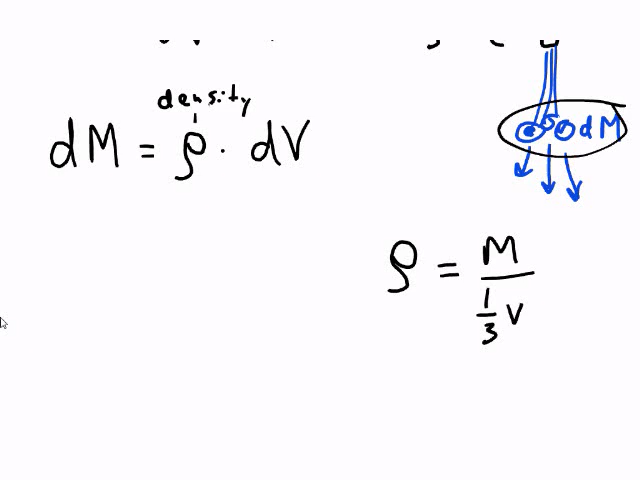 density
dM = ρ · dV
dM
ρ = M / ⅓ V